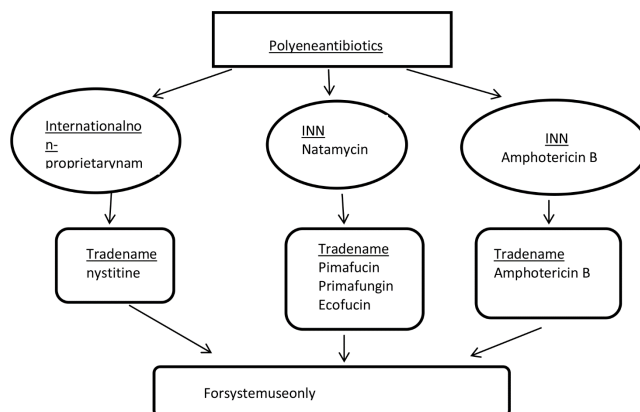 Polyeneantibiotics
Internationalno
n-
proprietarynam
INN
Natamycin
INN
Amphotericin B
Tradename
nystitine
Tradename
Pimafucin
Primafungin
Ecofucin
Tradename
Amphotericin B
Forsystemuseonly